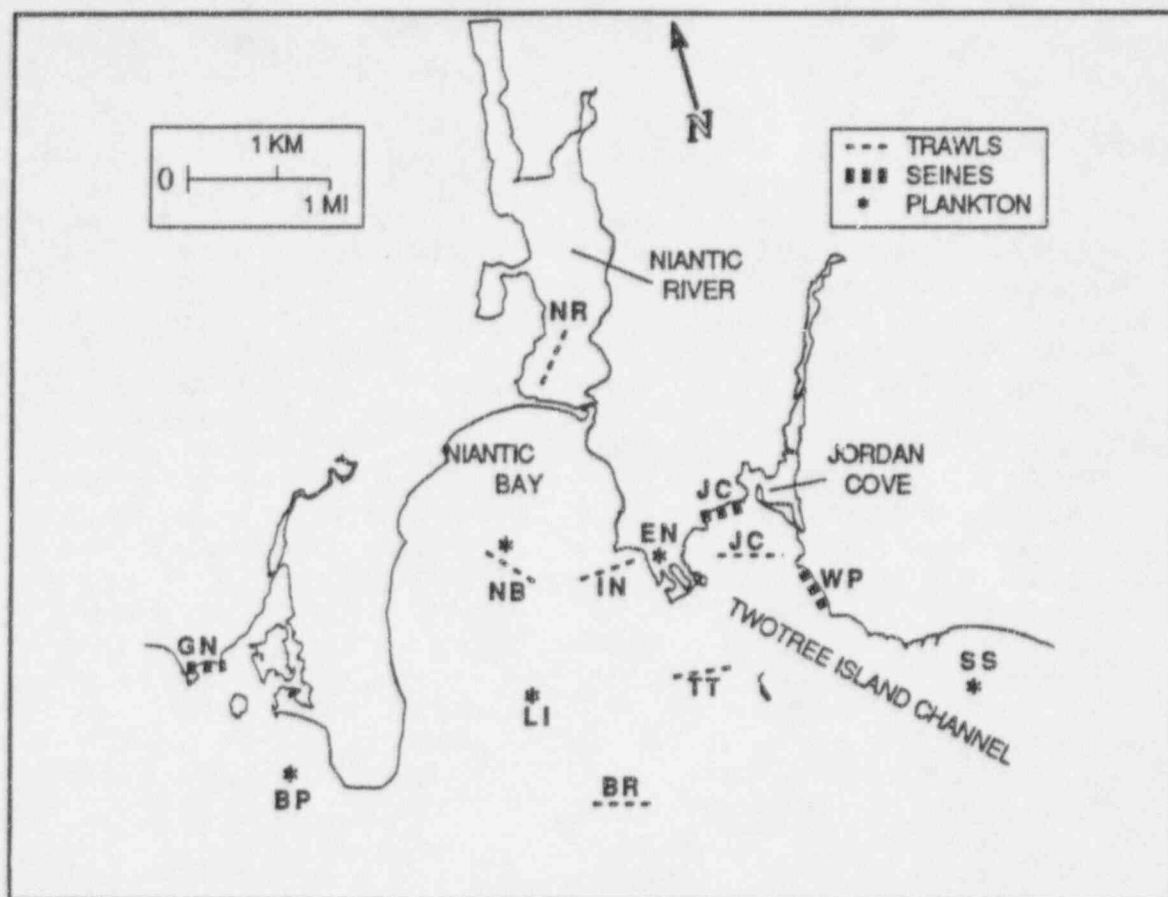 N
1 KM
0
1 MI
TRAWLS
SEINES
* PLANKTON
NIANTIC
RIVER
NR
NIANTIC
BAY
JORDAN
COVE
JC
EN
*
JC
*
NB
IN
WP
GN
TWOTREE ISLAND CHANNEL
SS
*
TT
*
LI
*
BP
BR